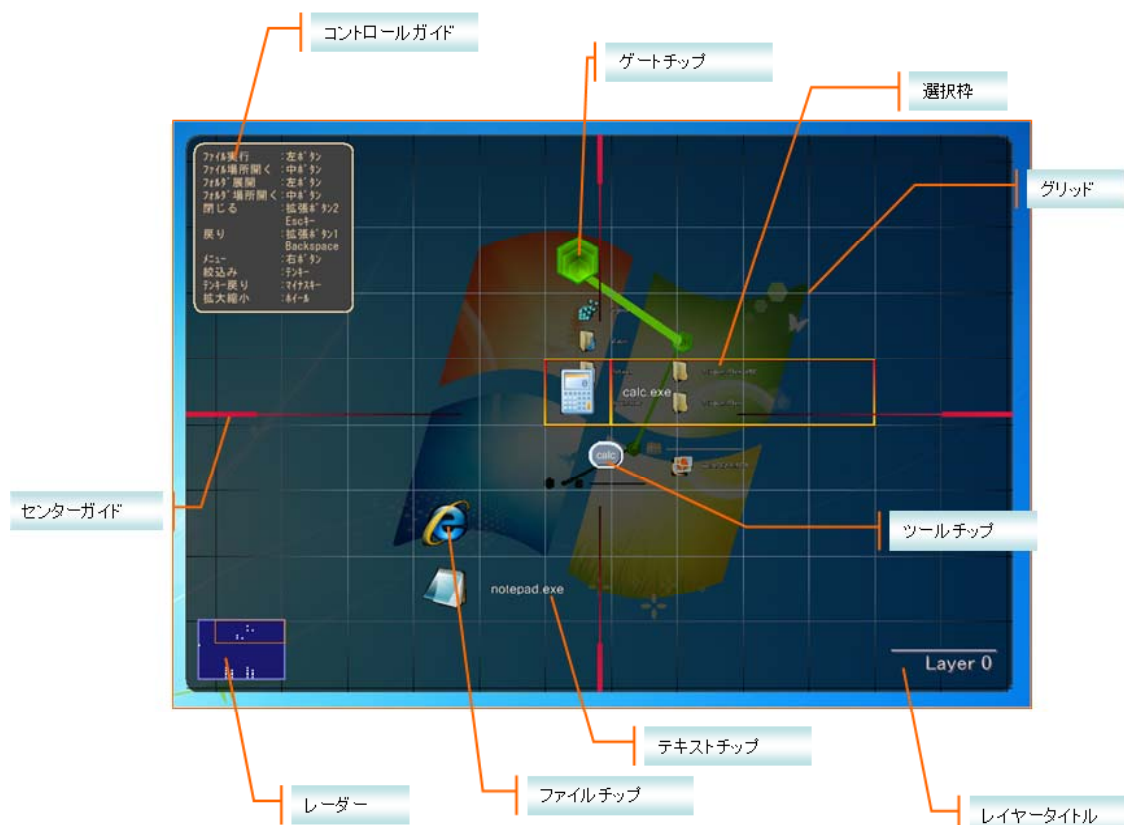 コントロールガイド
ゲートチップ
選択枠
グリッド
ﾌｧｲﾙ実行 :左ﾎﾞﾀﾝ
ﾌｧｲﾙ場所開く :中ﾎﾞﾀﾝ
ﾌｫﾙﾀﾞ展開 :左ﾎﾞﾀﾝ
ﾌｫﾙﾀﾞ場所開く:中ﾎﾞﾀﾝ
閉じる :拡張ﾎﾞﾀﾝ2
Escｷｰ
戻り :拡張ﾎﾞﾀﾝ1
Backspace
ﾒﾆｭｰ :右ﾎﾞﾀﾝ
絞込み :ﾃﾝｷｰ
ﾃﾝｷｰ戻り :ﾏｲﾅｽｷｰ
拡大縮小 :ﾎｲｰﾙ
calc.exe
calc
センターガイド
ツールチップ
notepad.exe
Layer 0
テキストチップ
ファイルチップ
レーダー
レイヤータイトル